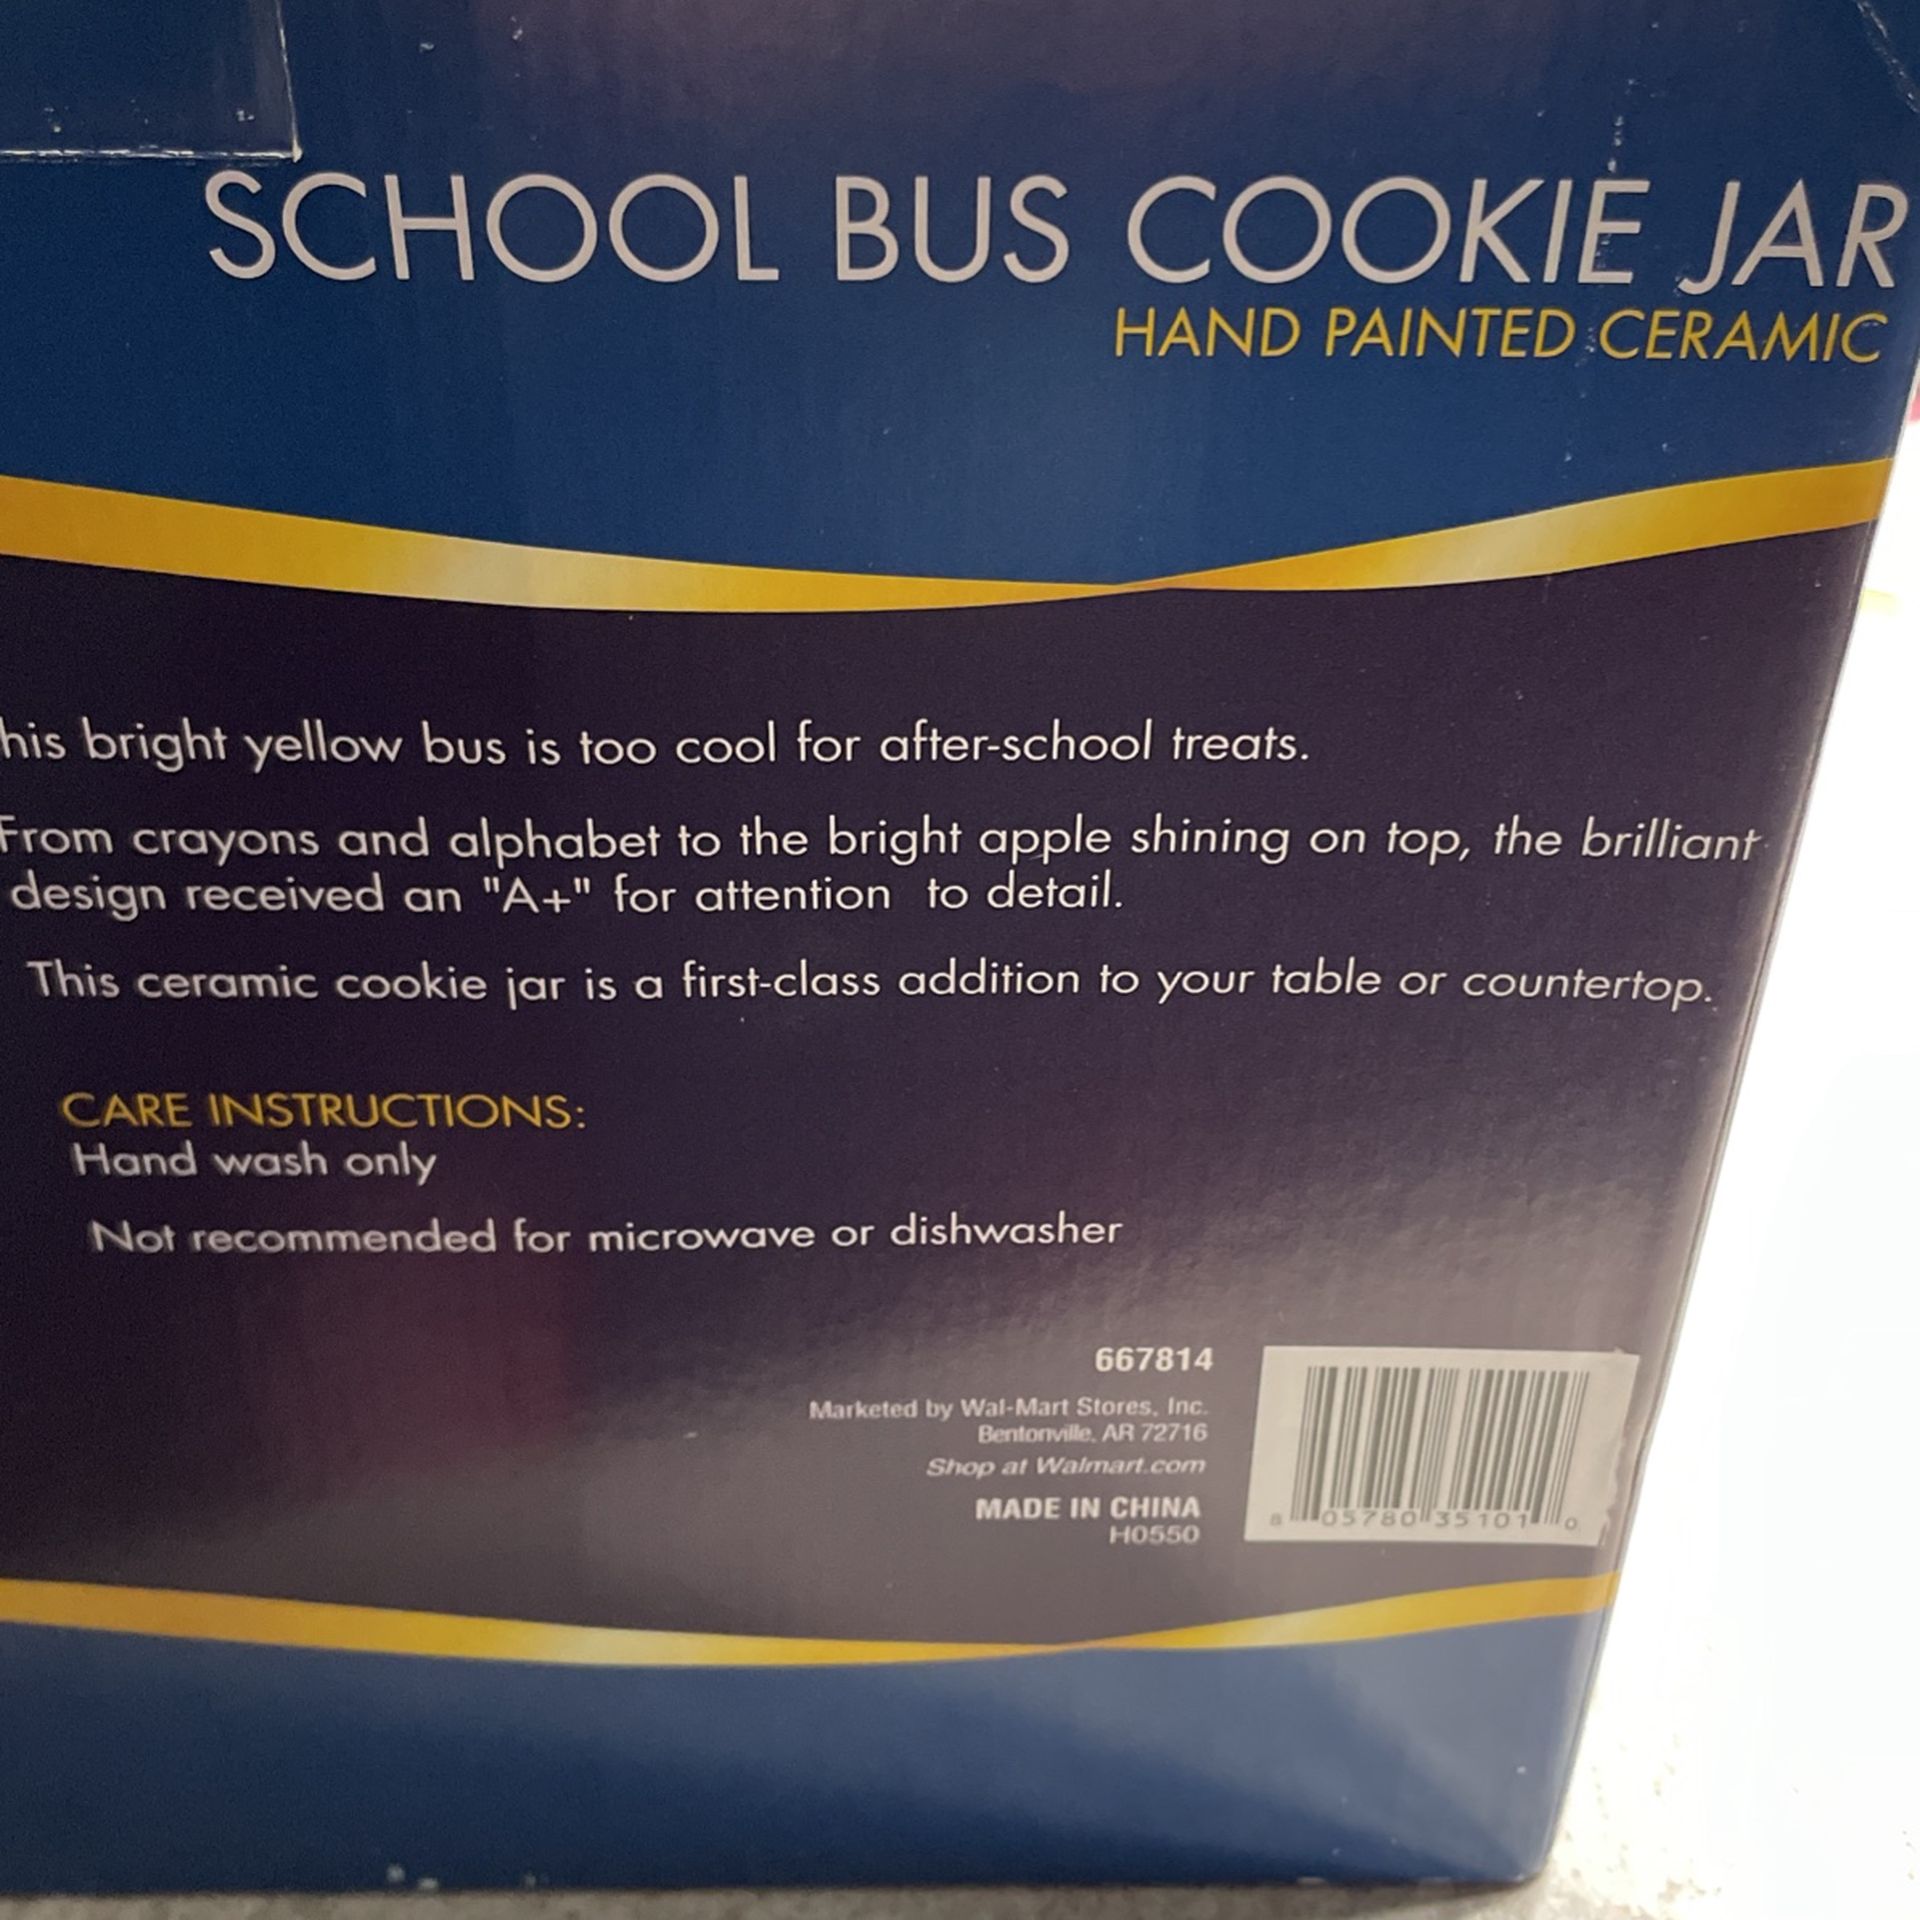 SCHOOL BUS COOKIE JAR
HAND PAINTED CERAMIC
his bright yellow bus is too cool for after-school treats.
From crayons and alphabet to the bright apple shining on top, the brilliant
design received an "A+" for attention to detail.
This ceramic cookie jar is a first-class addition to your table or countertop.
CARE INSTRUCTIONS:
Hand wash only
Not recommended for microwave or dishwasher
667814
Marketed by Wal-Mart Stores, Inc.
Bentonville, AR 72716
Shop at Walmart.com
MADE IN CHINA
H0550
8 05780 35101 0